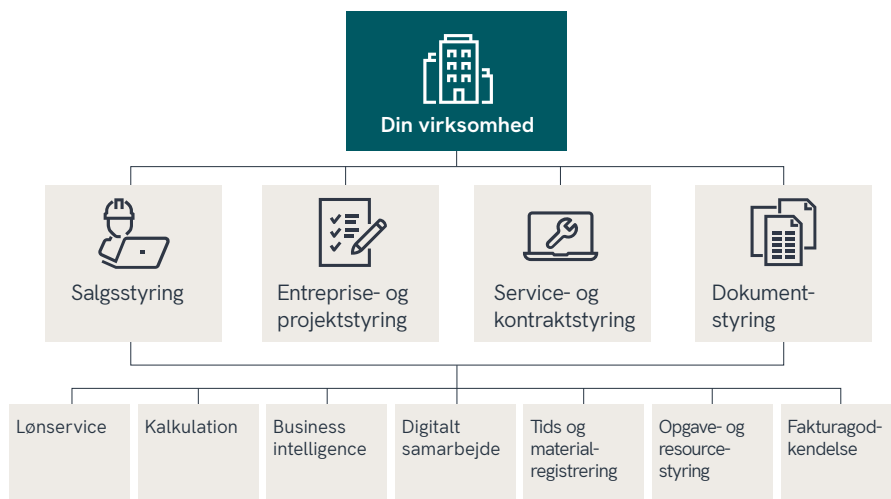 Din virksomhed
Salgsstyring
Entreprise- og
projektstyring
Service- og
kontraktstyring
Dokument-
styring
Lønservice
Kalkulation
Business
intelligence
Digitalt
samarbejde
Tids og
material-
registrering
Opgave- og
resource-
styring
Fakturagod-
kendelse